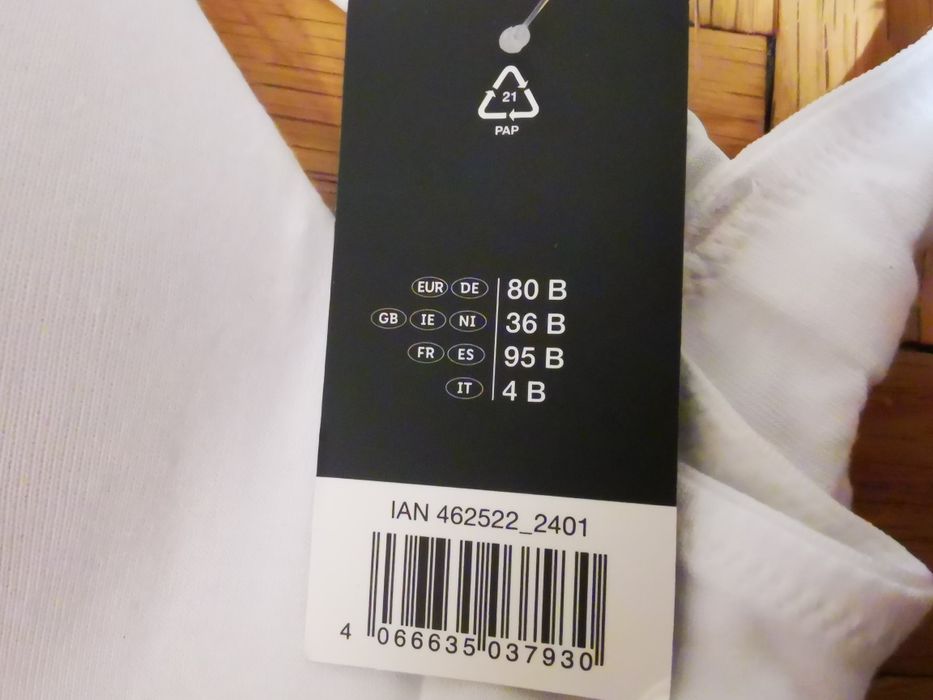 21
PAP
EUR DE 80 B
GB IE NI 36 B
FR ES 95 B
IT 4 B
IAN 462522_2401
4 066635 037930